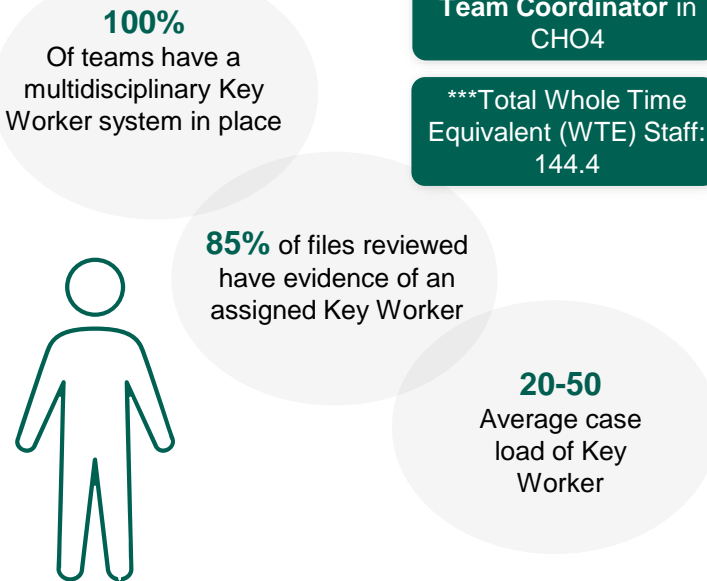 100%
Of teams have a
multidisciplinary Key
Worker system in place
Team Coordinator in
CHO4
***Total Whole Time
Equivalent (WTE) Staff:
144.4
85% of files reviewed
have evidence of an
assigned Key Worker
20-50
Average case
load of Key
Worker